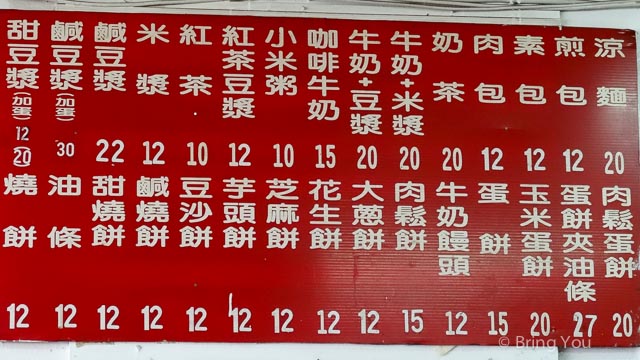 甜豆漿(加蛋) 12 20
鹹豆漿(加蛋) 30
鹹豆漿 22
米漿 12
紅茶 10
紅茶豆漿 12
小米粥 10
咖啡牛奶 15
牛奶+豆漿 20
牛奶+米漿 20
奶茶 20
肉包 12
素包 12
煎包 12
涼麵 20
燒餅 12
油條 12
甜燒餅 12
鹹燒餅 12
豆沙餅 12
芋頭餅 12
芝麻餅 12
花生餅 12
大蔥餅 12
肉鬆餅 15
牛奶饅頭 12
蛋餅 15
玉米蛋餅 20
蛋餅夾油條 27
肉鬆蛋餅 20
© Bring You